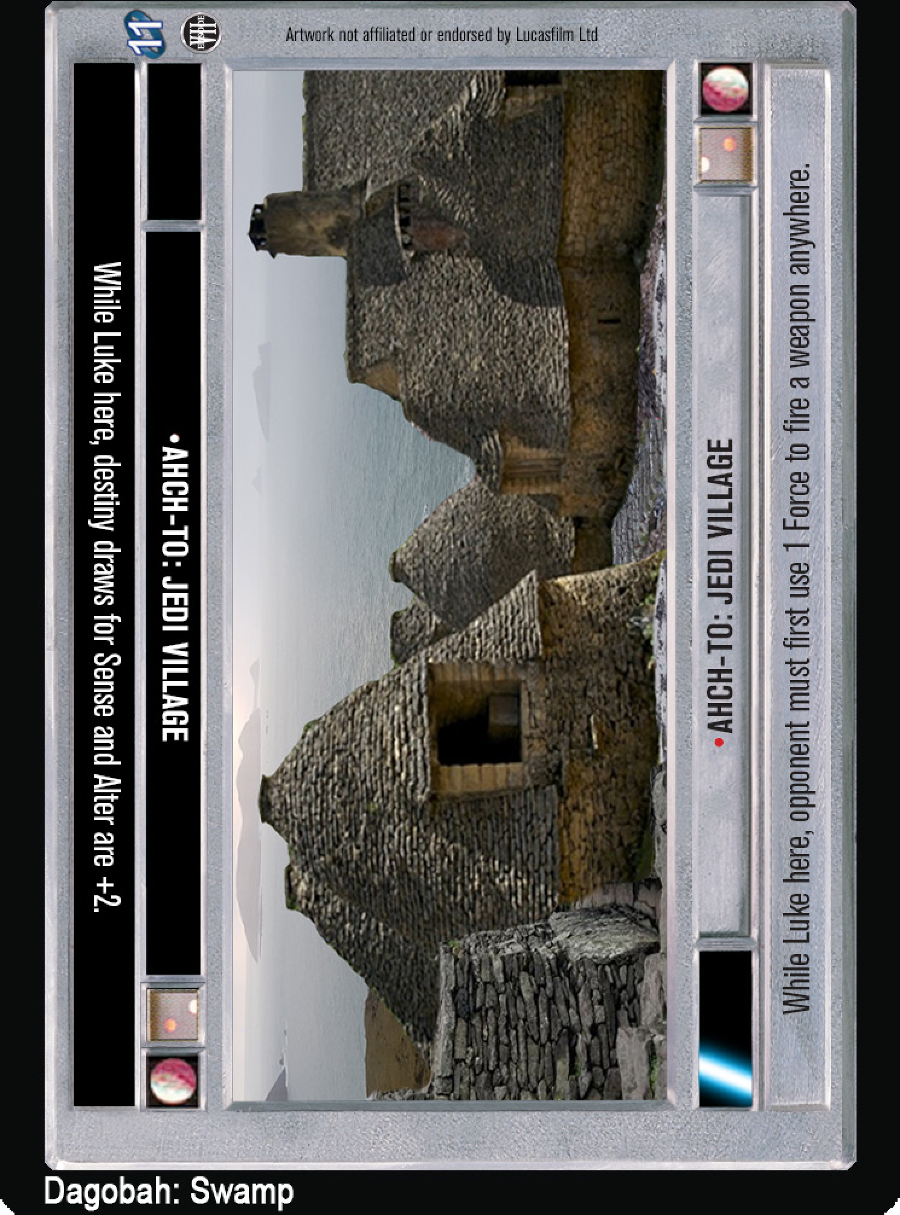 Artwork not affiliated or endorsed by Lucasfilm Ltd
11
III
While Luke here, destiny draws for Sense and Alter are +2.
•AHCH-TO: JEDI VILLAGE
•AHCH-TO: JEDI VILLAGE
While Luke here, opponent must first use 1 Force to fire a weapon anywhere.
Dagobah: Swamp